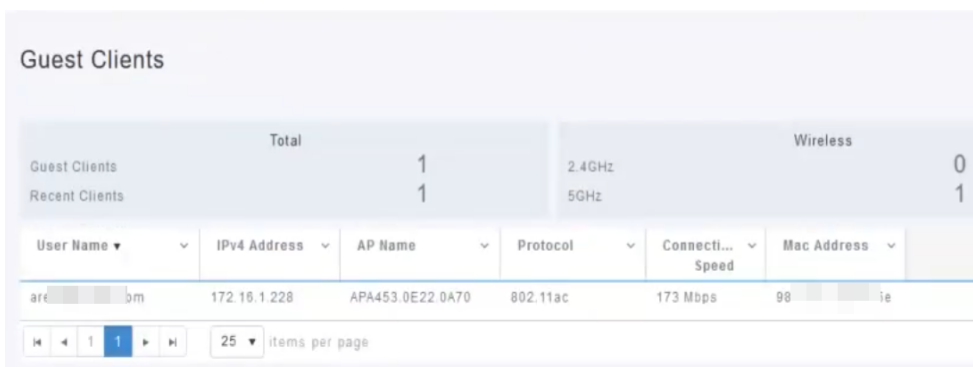 Guest Clients
Total
Guest Clients 1
Recent Clients 1
Wireless
2.4GHz 0
5GHz 1
User Name IPv4 Address AP Name Protocol Connecti... Speed Mac Address
172.16.1.228 APA453.0E22.0A70 802.11ac 173 Mbps
1 1 25 items per page